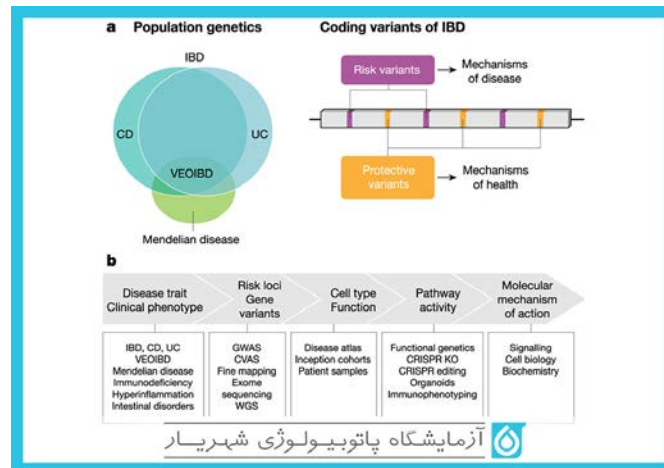 a Population genetics
Coding variants of IBD
IBD
CD
UC
VEOIBD
Mendelian disease
Risk variants
Mechanisms
of disease
Protective
variants
Mechanisms
of health
b
Disease trait
Clinical phenotype
Risk loci
Gene
variants
Cell type
Function
Pathway
activity
Molecular
mechanism
of action
IBD, CD, UC
VEOIBD
Mendelian disease
Immunodeficiency
Hyperinflammation
Intestinal disorders
GWAS
CVAS
Fine mapping
Exome
sequencing
WGS
Disease atlas
Inception cohorts
Patient samples
Functional genetics
CRISPR KO
CRISPR editing
Organoids
Immunophenotyping
Signalling
Cell biology
Biochemistry
آزمایشگاه پاتوبیولوژی شهریار